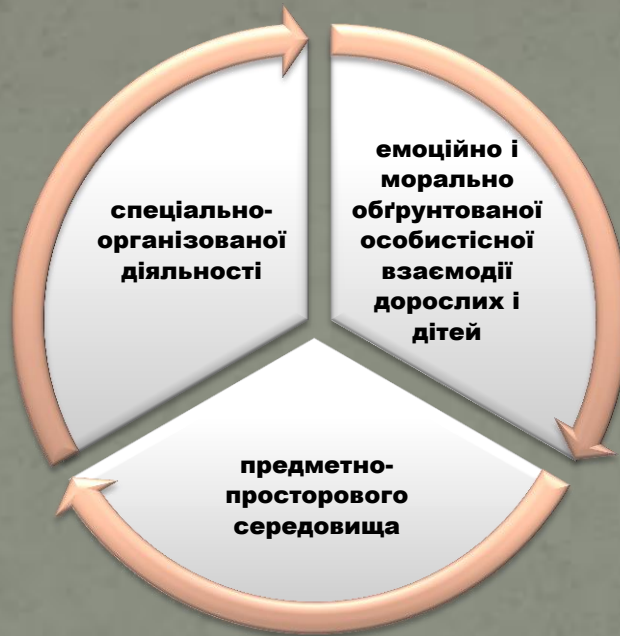 спеціально-
організованої
діяльності
емоційно і
морально
обґрунтованої
особистісної
взаємодії
дорослих і
дітей
предметно-
просторового
середовища